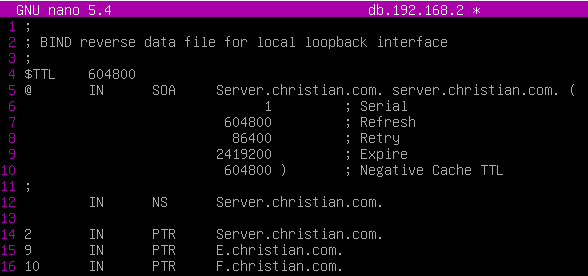 GNU nano 5.4 db.192.168.2 *
1 ;
2 ; BIND reverse data file for local loopback interface
3 ;
4 $TTL 604800
5 @ IN SOA Server.christian.com. server.christian.com. (
6 1 ; Serial
7 604800 ; Refresh
8 86400 ; Retry
9 2419200 ; Expire
10 604800 ) ; Negative Cache TTL
11 ;
12 IN NS Server.christian.com.
13
14 2 IN PTR Server.christian.com.
15 9 IN PTR E.christian.com.
16 10 IN PTR F.christian.com.